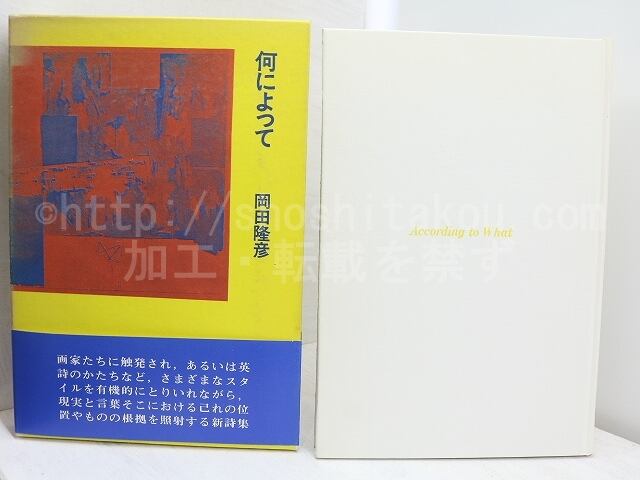 何によって
岡田隆彦
画家たちに触発され，あるいは英
詩のかたちなど，さまざまなスタ
イルを有機的にとりいれながら，
現実と言葉そこにおける己れの位
置やものの根拠を照射する新詩集
According to What
©http://shoshitakou.com
加工・転載を禁ず